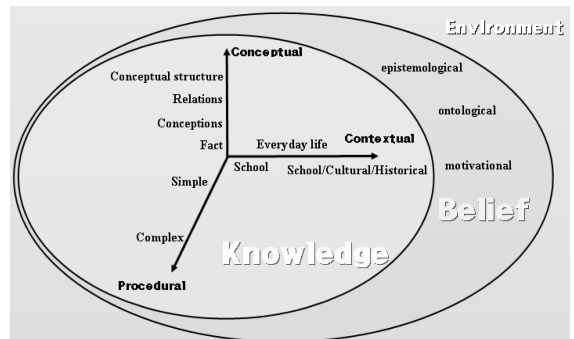 Environment
Conceptual
epistemological
Conceptual structure
Relations
ontological
Conceptions
Fact
Everyday life
Contextual
School
School/Cultural/Historical
motivational
Simple
Belief
Complex
Knowledge
Procedural